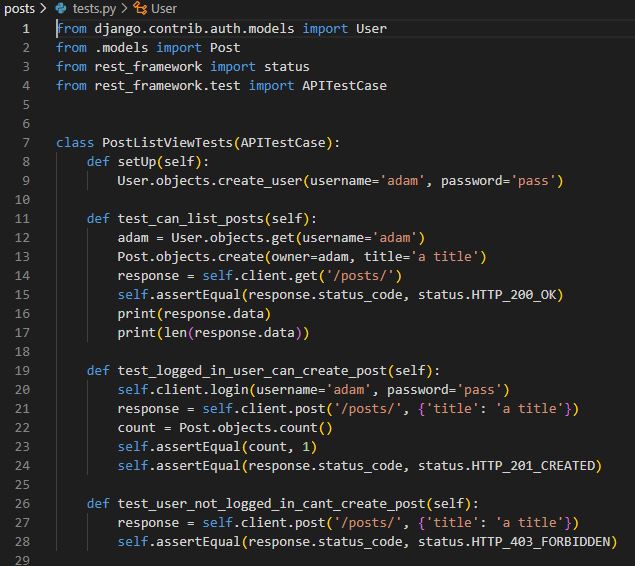 posts > tests.py > User
1 from django.contrib.auth.models import User
2 from .models import Post
3 from rest_framework import status
4 from rest_framework.test import APITestCase
5
6
7 class PostListViewTests(APITestCase):
8     def setUp(self):
9         User.objects.create_user(username='adam', password='pass')
10
11     def test_can_list_posts(self):
12         adam = User.objects.get(username='adam')
13         Post.objects.create(owner=adam, title='a title')
14         response = self.client.get('/posts/')
15         self.assertEqual(response.status_code, status.HTTP_200_OK)
16         print(response.data)
17         print(len(response.data))
18
19     def test_logged_in_user_can_create_post(self):
20         self.client.login(username='adam', password='pass')
21         response = self.client.post('/posts/', {'title': 'a title'})
22         count = Post.objects.count()
23         self.assertEqual(count, 1)
24         self.assertEqual(response.status_code, status.HTTP_201_CREATED)
25
26     def test_user_not_logged_in_cant_create_post(self):
27         response = self.client.post('/posts/', {'title': 'a title'})
28         self.assertEqual(response.status_code, status.HTTP_403_FORBIDDEN)
29